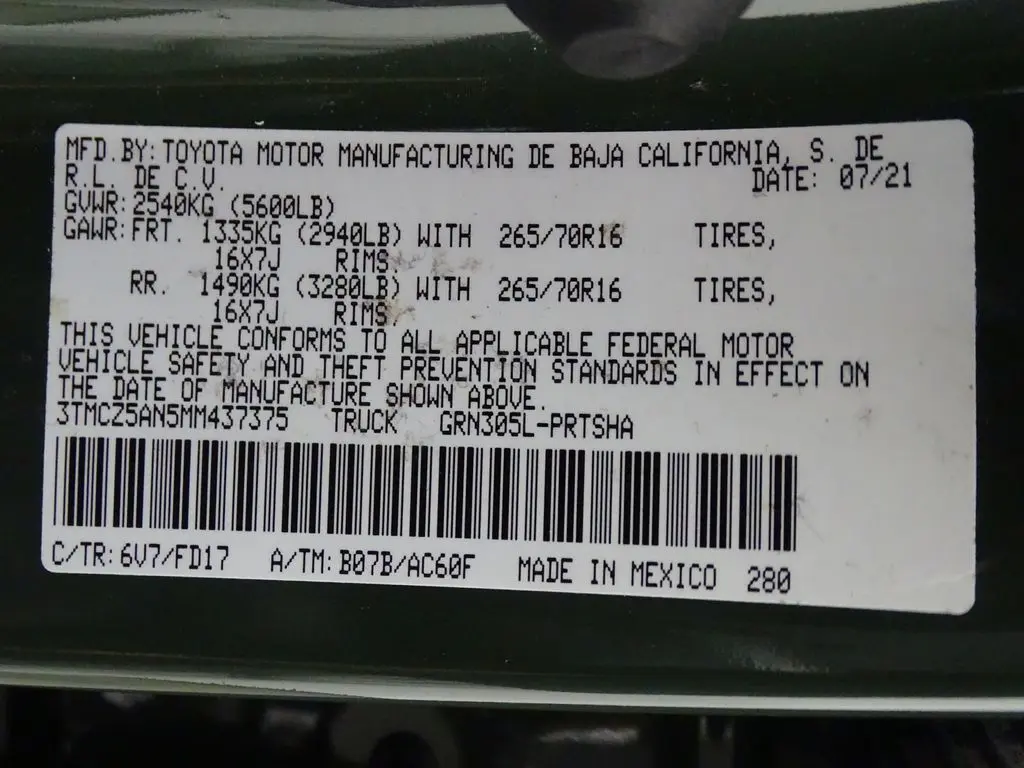 MFD.BY: TOYOTA MOTOR MANUFACTURING DE BAJA CALIFORNIA, S. DE
R.L. DE C.V. DATE: 07/21
GVWR: 2540KG (5600LB)
GAWR: FRT. 1335KG (2940LB) WITH 265/70R16 TIRES,
16X7J RIMS.
RR. 1490KG (3280LB) WITH 265/70R16 TIRES,
16X7J RIMS.
THIS VEHICLE CONFORMS TO ALL APPLICABLE FEDERAL MOTOR
VEHICLE SAFETY AND THEFT PREVENTION STANDARDS IN EFFECT ON
THE DATE OF MANUFACTURE SHOWN ABOVE.
3TMCZ5AN5MM437375 TRUCK GRN305L-PRTSHA
C/TR: 6V7/FD17 A/TM: B07B/AC60F MADE IN MEXICO 280